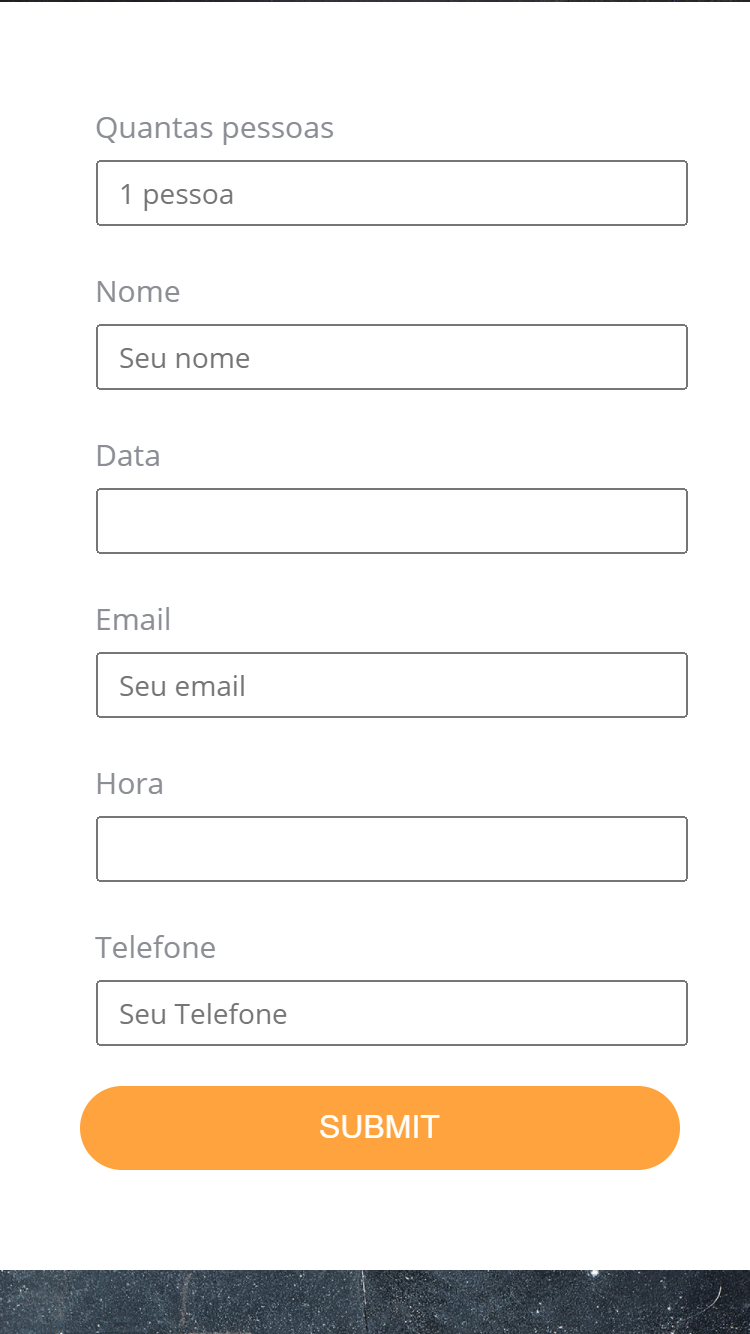 Quantas pessoas
1 pessoa
Nome
Seu nome
Data
Email
Seu email
Hora
Telefone
Seu Telefone
SUBMIT